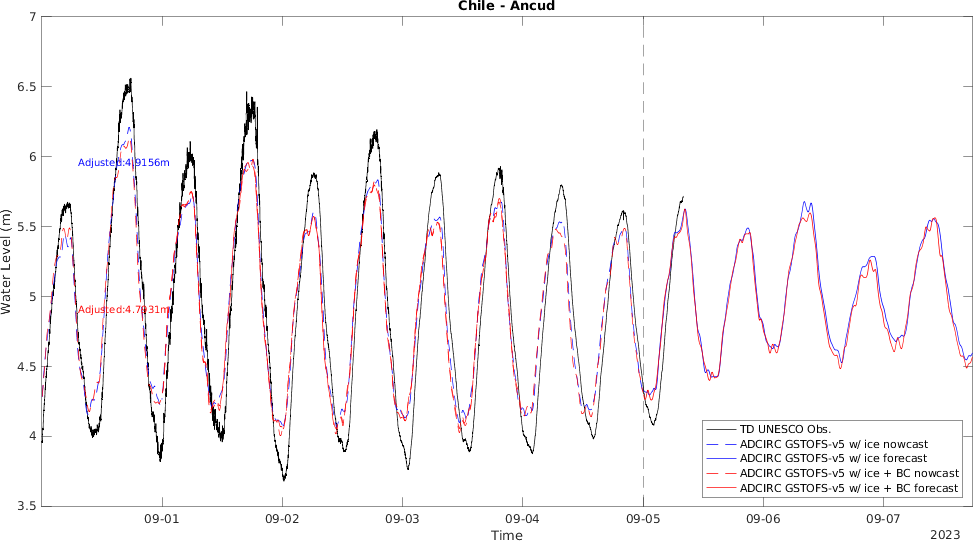 Chile - Ancud
7
6.5
6
5.5
5
4.5
4
3.5
Water Level (m)
Adjusted:4.9156m
Adjusted:4.7931m
TD UNESCO Obs.
ADCIRC GSTOFS-v5 w/ ice nowcast
ADCIRC GSTOFS-v5 w/ ice forecast
ADCIRC GSTOFS-v5 w/ ice + BC nowcast
ADCIRC GSTOFS-v5 w/ ice + BC forecast
09-01 09-02 09-03 09-04 09-05 09-06 09-07
Time
2023